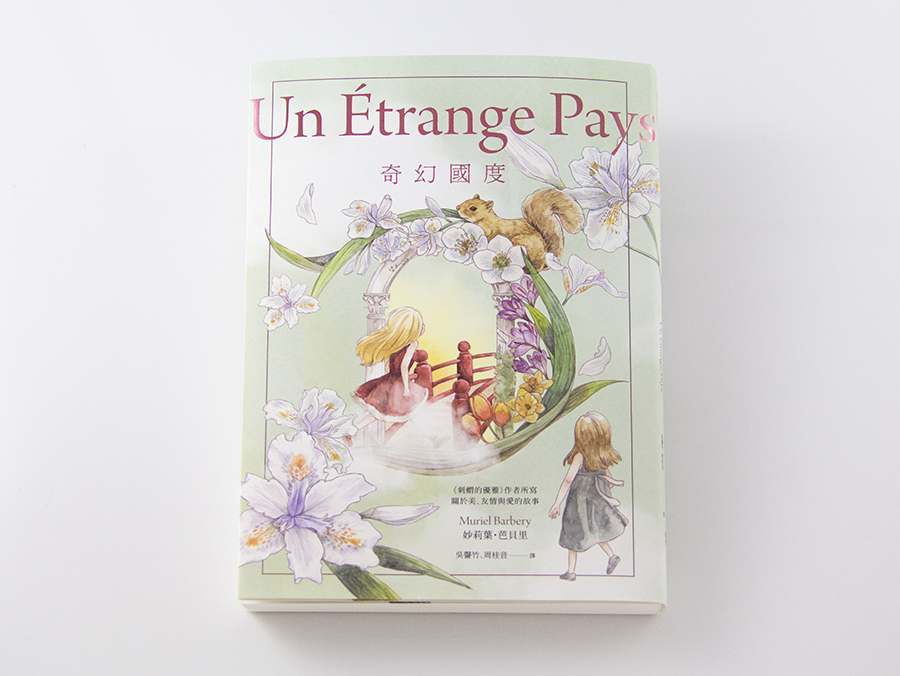 Un Étrange Pays
奇幻國度
《刺蝟的優雅》作者所寫
關於美、友情與愛的故事
Muriel Barbery
妙莉葉·芭貝里
吳馨竹、周桂音——譯